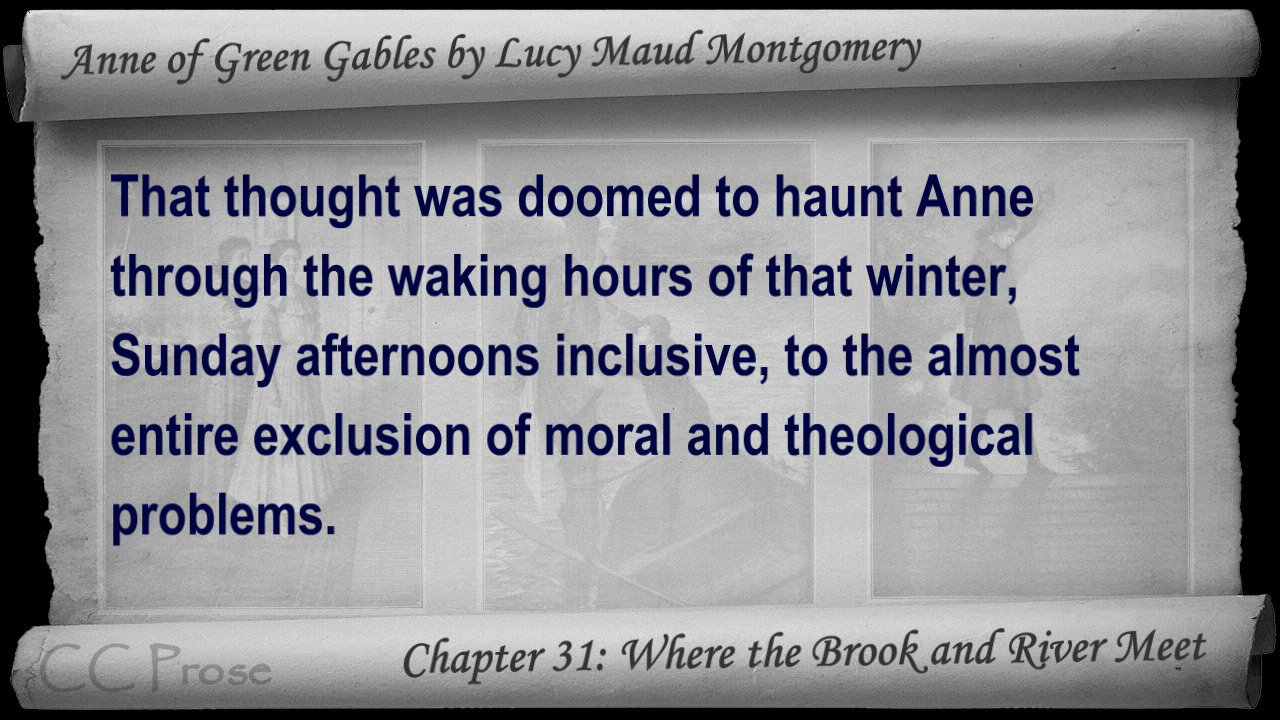 Anne of Green Gables by Lucy Maud Montgomery
That thought was doomed to haunt Anne
through the waking hours of that winter,
Sunday afternoons inclusive, to the almost
entire exclusion of moral and theological
problems.
Chapter 31: Where the Brook and River Meet
CC Prose